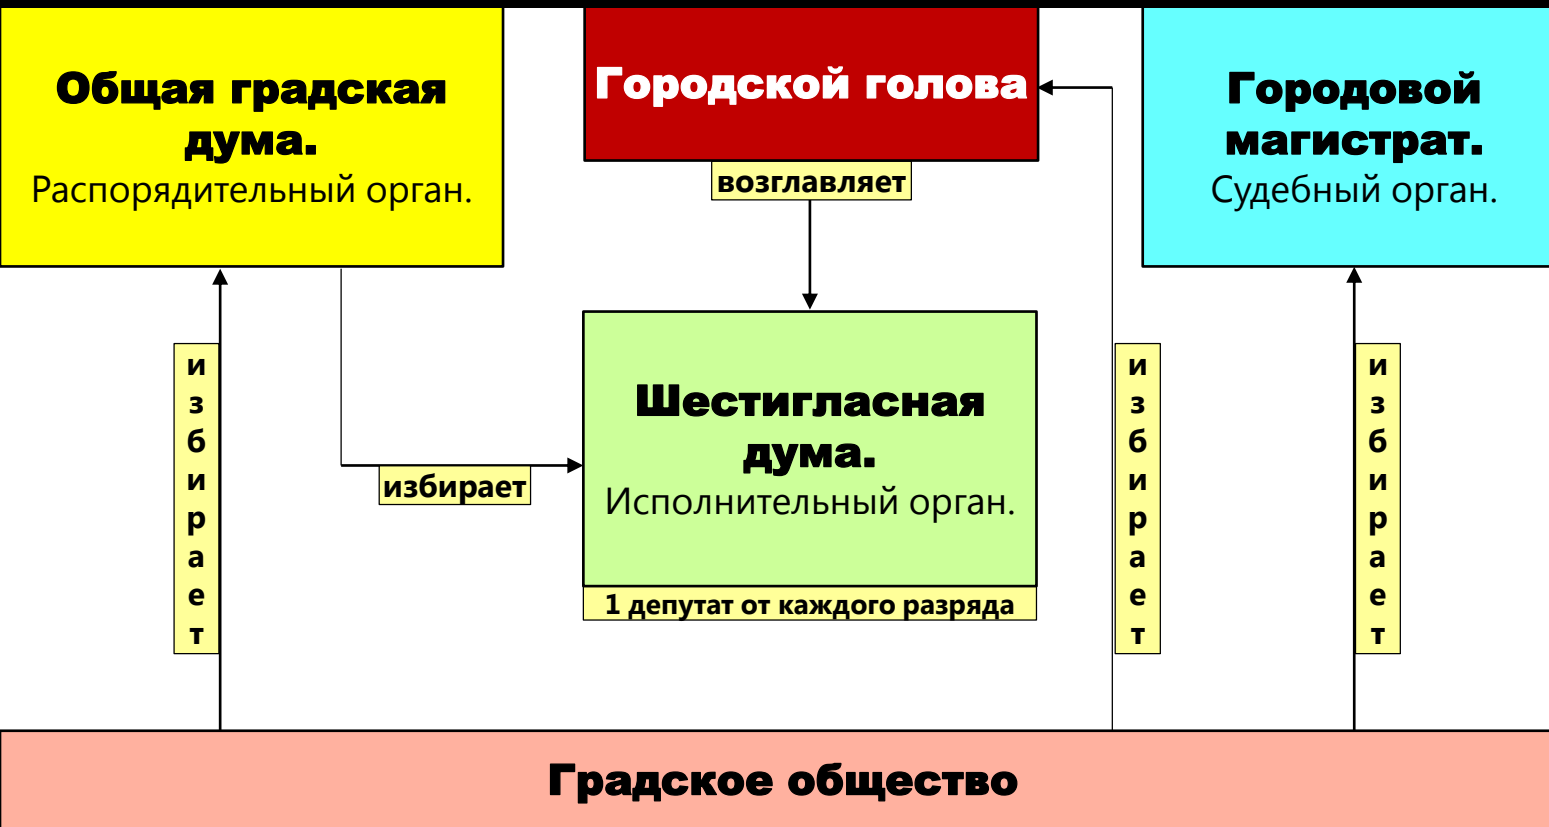 Общая градская
дума.
Распорядительный орган.
Городской голова
возглавляет
Городовой
магистрат.
Судебный орган.
избирает
избирает
Шестигласная
дума.
Исполнительный орган.
1 депутат от каждого разряда
избирает
избирает
Градское общество